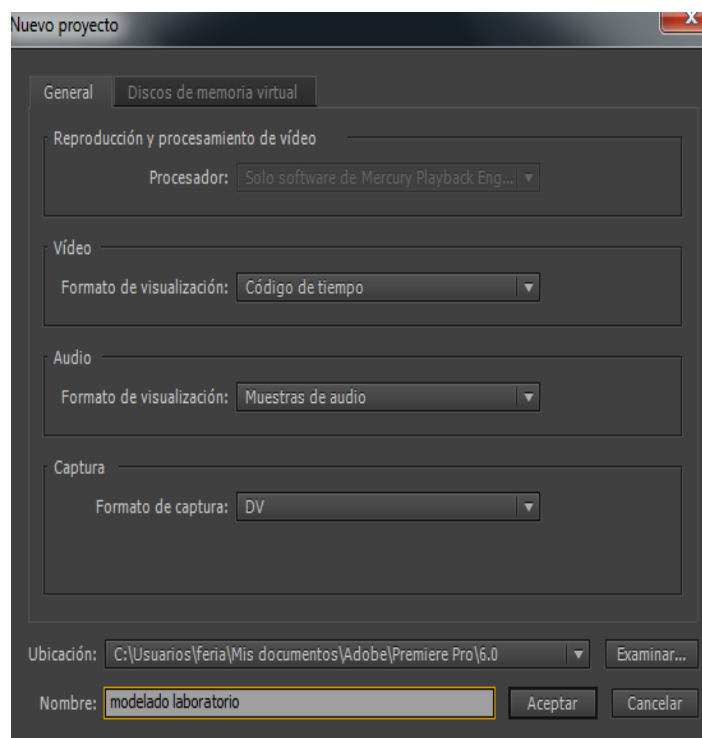 Nuevo proyecto
X
General Discos de memoria virtual
Reproducción y procesamiento de vídeo
Procesador: Solo software de Mercury Playback Eng...
Vídeo
Formato de visualización: Código de tiempo
Audio
Formato de visualización: Muestras de audio
Captura
Formato de captura: DV
Ubicación: C:\Usuarios\feria\Mis documentos\Adobe\Premiere Pro\6.0 Examinar...
Nombre: modelado laboratorio Aceptar Cancelar